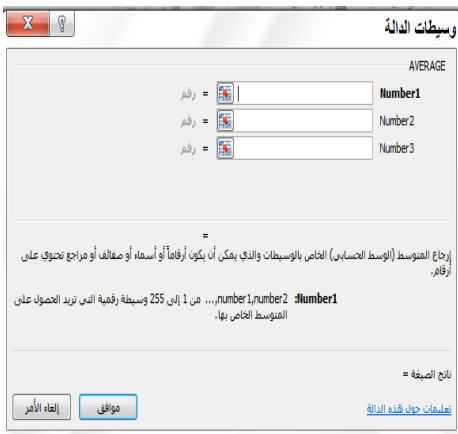 وسيطات الدالة
AVERAGE
Number1 = رقم
Number2 = رقم
Number3 = رقم
=
إرجاع المتوسط (الوسط الحسابي) الخاص بالوسيطات والذي يمكن أن يكون أرقاماً أو أسماء أو صفائف أو مراجع تحتوي على
أرقام.
Number1: number1,number2,... من 1 إلى 255 وسيطة رقمية التي تريد الحصول على
المتوسط الخاص بها.
ناتج الصيغة =
تعليمات حول هذه الدالة
موافق
إلغاء الأمر